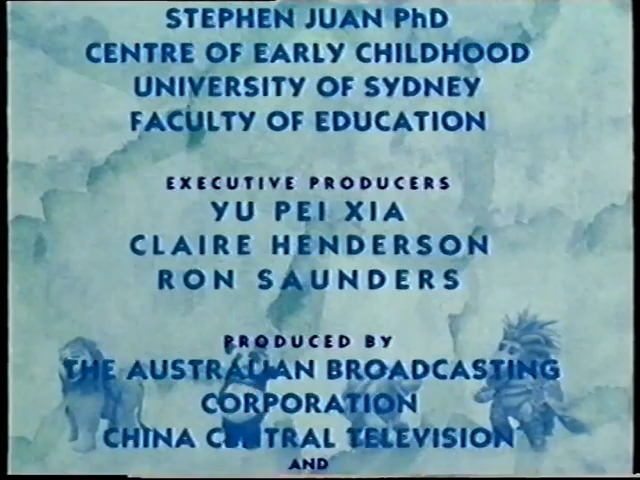 STEPHEN JUAN PhD
CENTRE OF EARLY CHILDHOOD
UNIVERSITY OF SYDNEY
FACULTY OF EDUCATION
EXECUTIVE PRODUCERS
YU PEI XIA
CLAIRE HENDERSON
RON SAUNDERS
PRODUCED BY
THE AUSTRALIAN BROADCASTING
CORPORATION
CHINA CENTRAL TELEVISION
AND